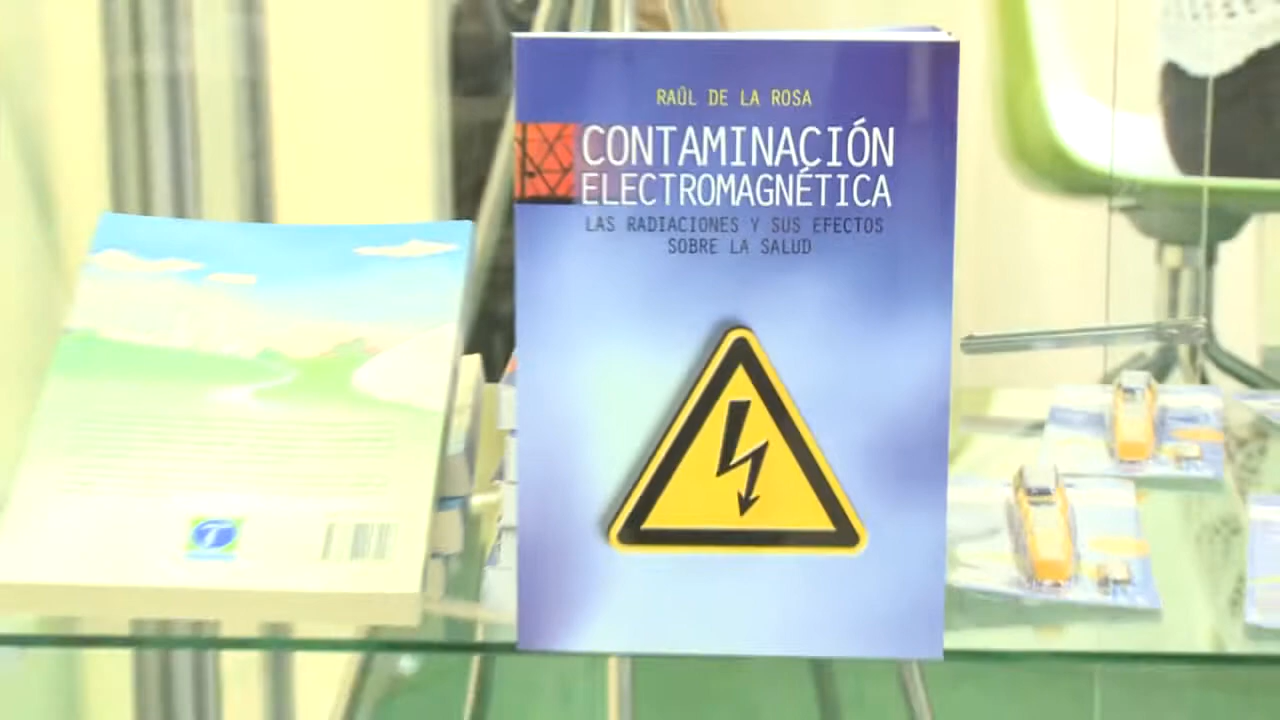 RAÚL DE LA ROSA
CONTAMINACIÓN
ELECTROMAGNÉTICA
LAS RADIACIONES Y SUS EFECTOS
SOBRE LA SALUD